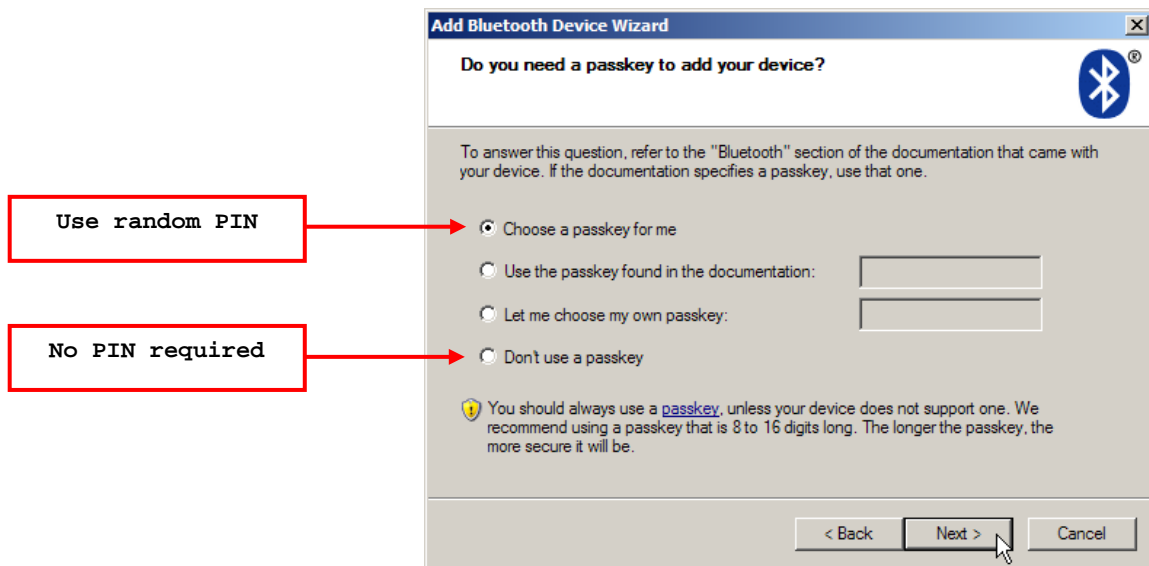 Add Bluetooth Device Wizard
Do you need a passkey to add your device?
®
To answer this question, refer to the "Bluetooth" section of the documentation that came with
your device. If the documentation specifies a passkey, use that one.
Use random PIN
Choose a passkey for me
Use the passkey found in the documentation:
Let me choose my own passkey:
No PIN required
Don't use a passkey
You should always use a passkey, unless your device does not support one. We
recommend using a passkey that is 8 to 16 digits long. The longer the passkey, the
more secure it will be.
< Back
Next >
Cancel